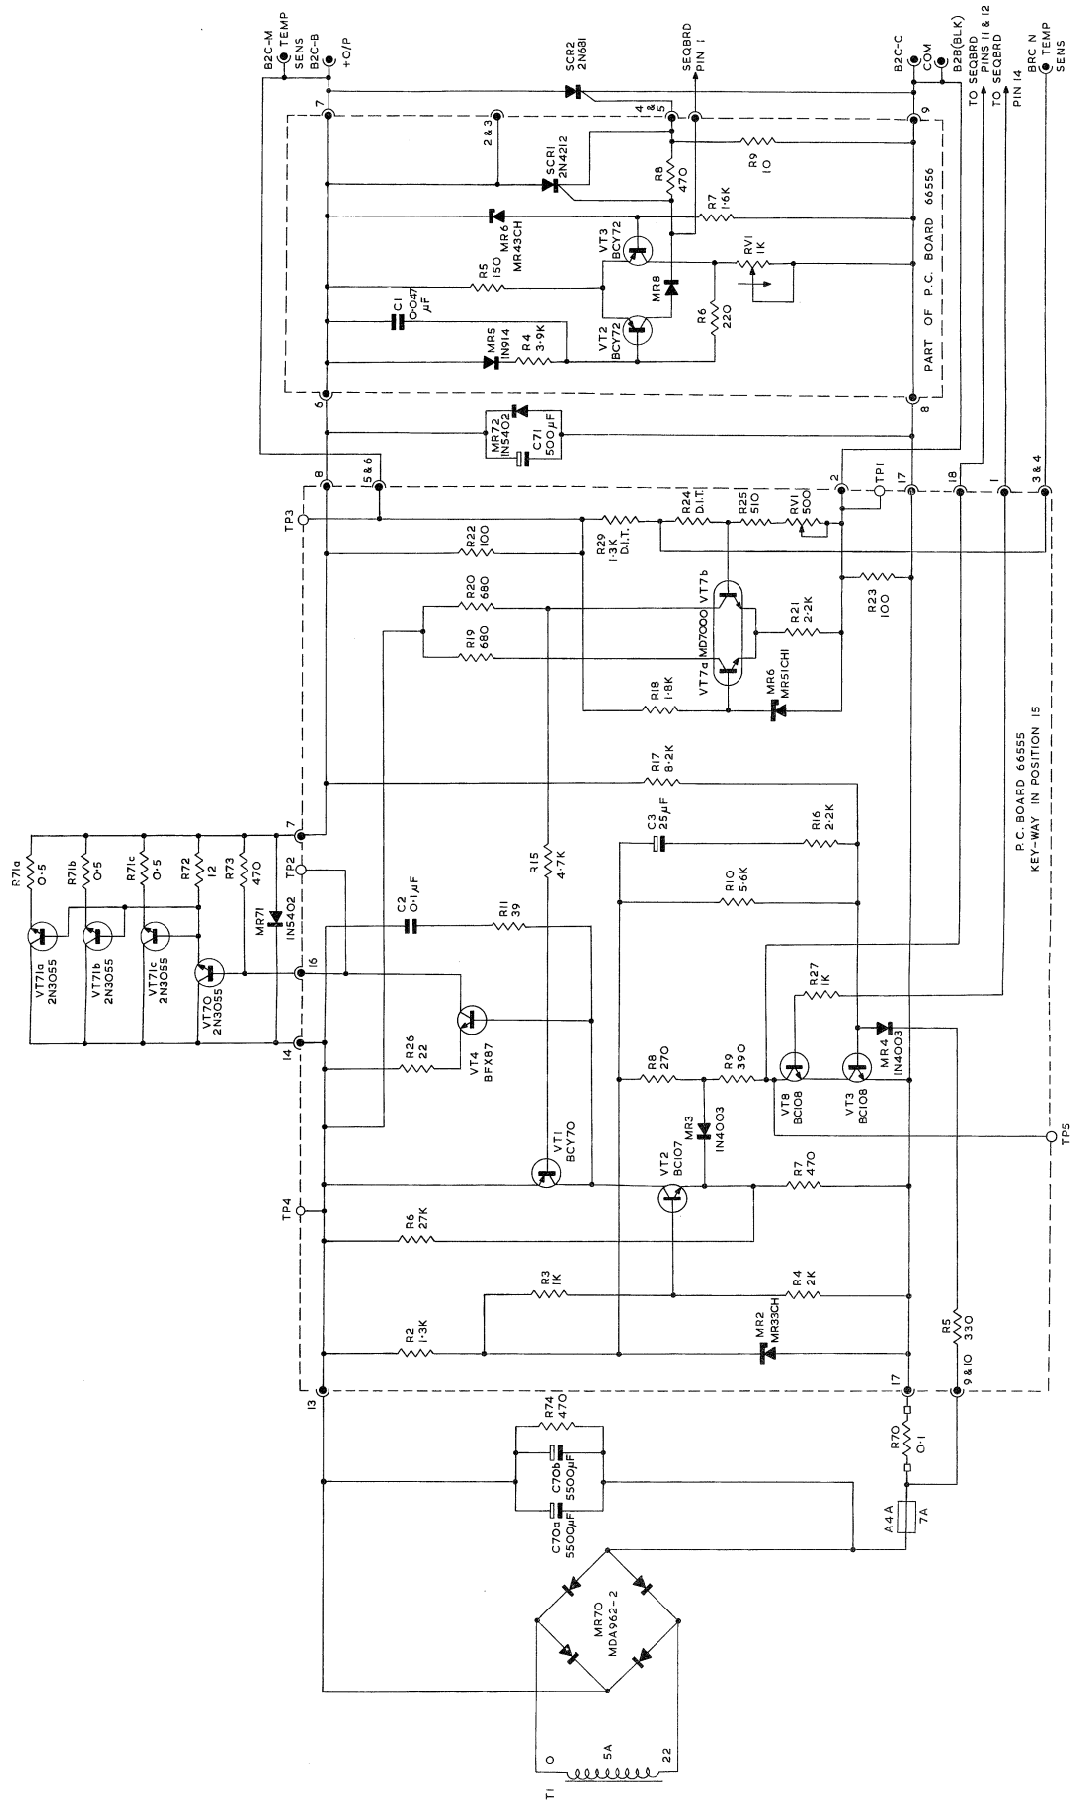 B2C-M
TEMP
SENS
B2C-B
+C/P
SCR2
2N681
SEQBRD
PIN 1
B2C-C
COM
B2B(BLK)
TO SEQBRD
PINS 11 & 12
TO SEQBRD
PIN 14
BRC N
TEMP
SENS
7
2 & 3
4
&
5
9
SCR1
2N4212
R8
470
R9
10
MR6
MR43CH
R7
1·6K
VT3
BCY72
RV1
1K
R5
150
C1
0·047
µF
MR8
VT2
BCY72
R6
220
MR5
IN914
R4
3·9K
PART OF P.C. BOARD 66556
6
8
MR72
IN5402
C71
500µF
8
5 & 6
2
TP1
17
18
1
3 & 4
TP3
R22
100
R29
1·3K
D.I.T.
R24
D.I.T.
R25
510
RV1
500
R20
680
R19
680
VT7a MD7000 VT7b
R21
2·2K
R23
100
R18
1·8K
MR6
MR51CH1
R17
8·2K
P.C. BOARD 66555
KEY-WAY IN POSITION 15
R71a
0·5
R71b
0·5
R71c
0·5
R72
12
R73
470
7
TP2
MR71
IN5402
VT71a
2N3055
VT71b
2N3055
VT71c
2N3055
VT70
2N3055
16
14
C3
25µF
R16
2·2K
R15
4·7K
R10
5·6K
C2
0·1µF
R11
39
R27
1K
R26
22
VT4
BFX87
R8
270
R9
390
MR4
IN4003
VT8
BC108
VT3
BC108
MR3
IN4003
TP5
VT1
BCY70
VT2
BC107
R7
470
TP4
R6
27K
R3
1K
R4
2K
R2
1·3K
MR2
MR33CH
R5
330
13
17
9 & 10
R74
470
C70b
5500µF
C70a
5500µF
R70
0·1
A4A
7A
MR70
MDA962-2
T1
0
5A
22